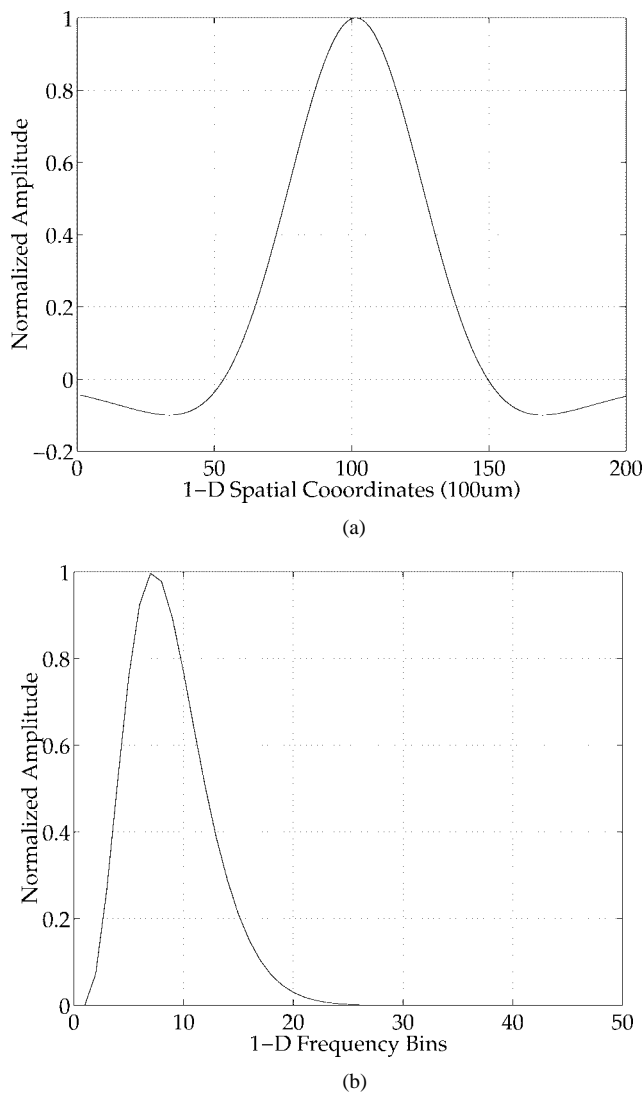 1
0.8
0.6
0.4
0.2
0
−0.2
Normalized Amplitude
0 50 100 150 200
1−D Spatial Cooordinates (100um)
(a)
1
0.8
0.6
0.4
0.2
0
Normalized Amplitude
0 10 20 30 40 50
1−D Frequency Bins
(b)